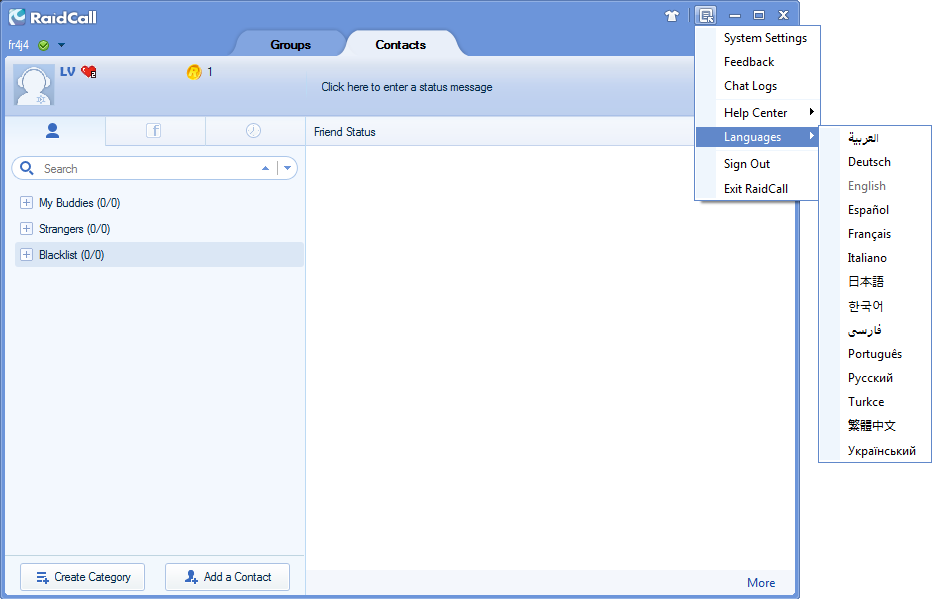 RaidCall
fr4j4
Groups
Contacts
LV 2
1
Click here to enter a status message
f
Friend Status
Search
My Buddies (0/0)
Strangers (0/0)
Blacklist (0/0)
Create Category
Add a Contact
More
System Settings
Feedback
Chat Logs
Help Center
Languages
Sign Out
Exit RaidCall
العربية
Deutsch
English
Español
Français
Italiano
日本語
한국어
فارسی
Português
Русский
Turkce
繁體中文
Український